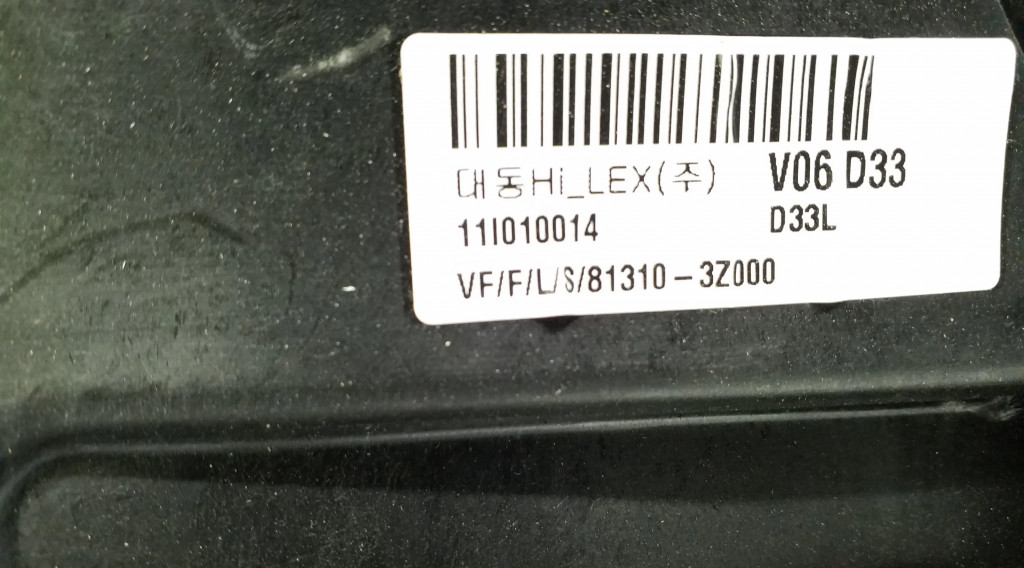 대동Hi_LEX(주) V06 D33
11I010014 D33L
VF/F/L/S/81310-3Z000